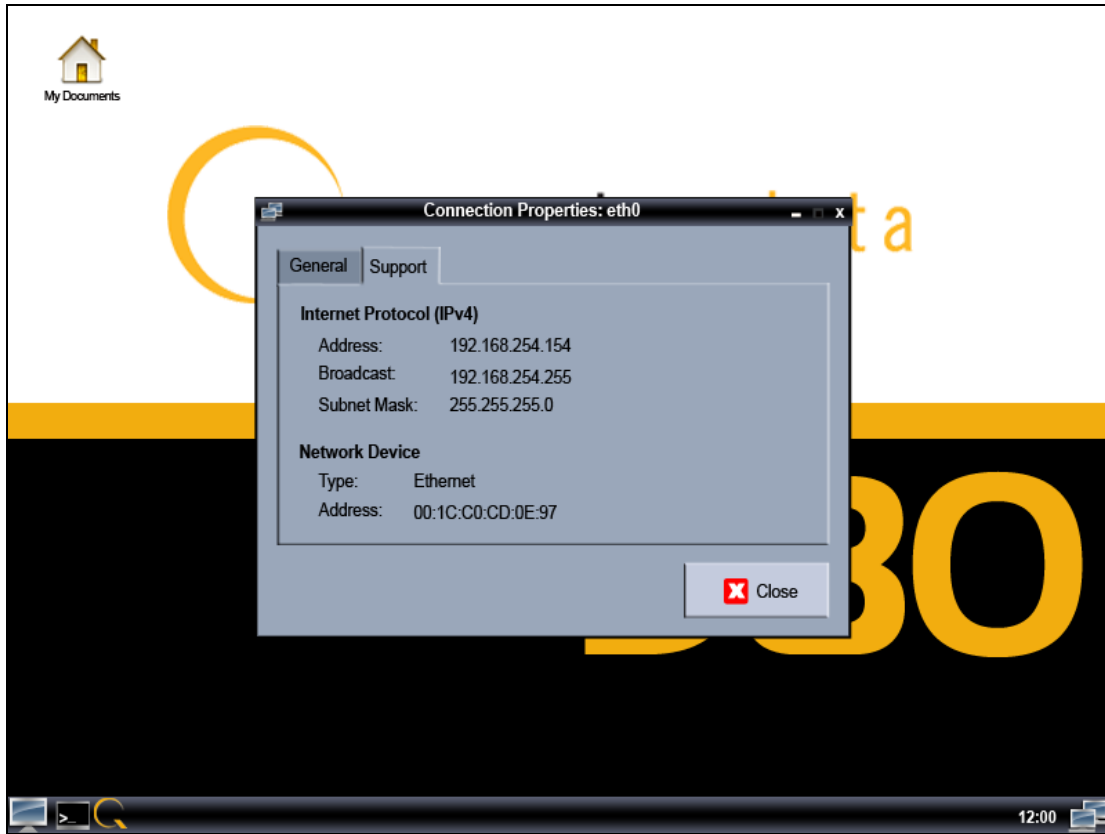 My Documents
ta
Connection Properties: eth0
General Support
Internet Protocol (IPv4)
Address: 192.168.254.154
Broadcast: 192.168.254.255
Subnet Mask: 255.255.255.0
Network Device
Type: Ethernet
Address: 00:1C:C0:CD:0E:97
Close
80
>_
12:00